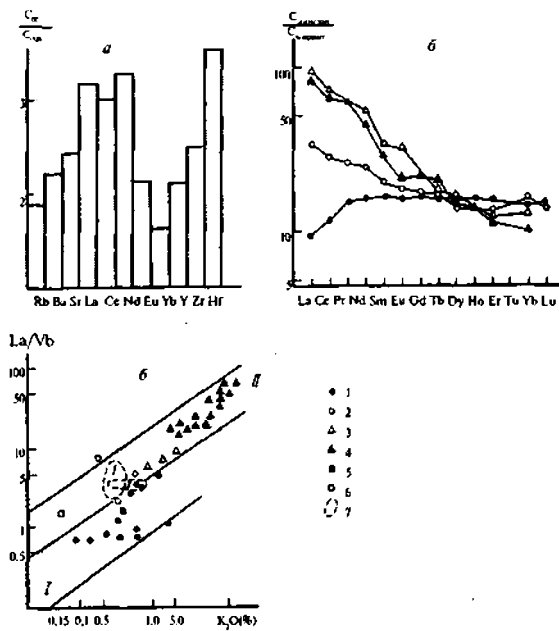 а
3
2
Rb Ba Sr La Ce Nd Eu Yb Y Zr Hf
б
100
50
10
5
La Ce Pr Nd Sm Eu Gd Tb Dy Ho Er Tu Yb Lu
La/Yb
б
100
50
10
5
1
0.5
I
II
0.15 0.1 0.5 1.0 5.0 K₂O(%)
1
2
3
4
5
6
7